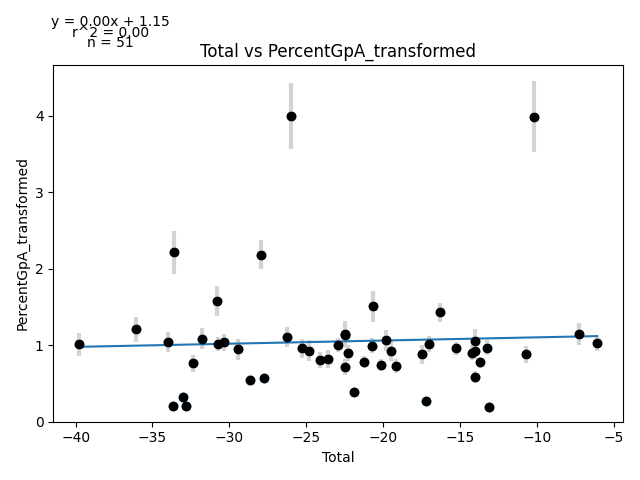 y = 0.00x + 1.15
r^2 = 0.00
n = 51
Total vs PercentGpA_transformed
PercentGpA_transformed
4
3
2
1
0
−40
−35
−30
−25
−20
−15
−10
−5
Total